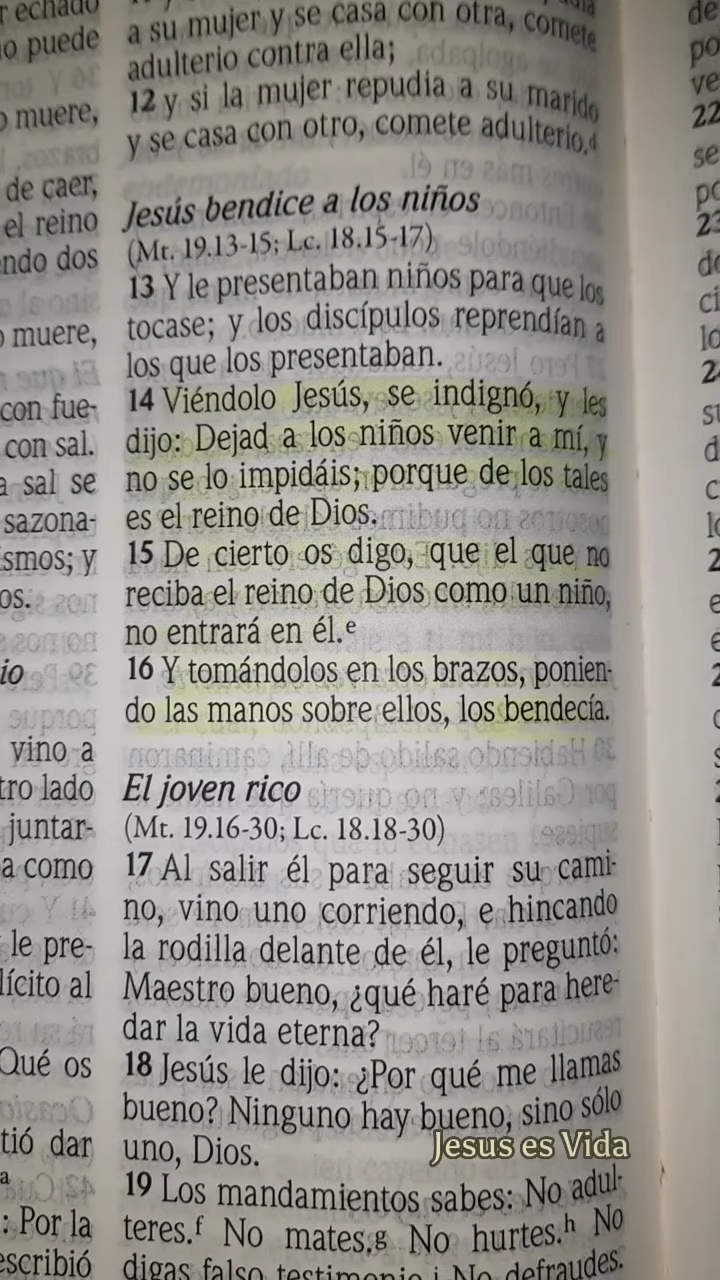 r echado
no puede
o muere,
de caer,
el reino
endo dos
o muere,
con fue-
con sal.
a sal se
sazona-
smos; y
os.
io
vino a
tro lado
juntar-
a como
le pre-
lícito al
Qué os
tió dar
a
: Por la
escribió
a su mujer y se casa con otra, comete
adulterio contra ella;
12 y si la mujer repudia a su marido
y se casa con otro, comete adulterio.d
Jesús bendice a los niños
(Mt. 19.13-15; Lc. 18.15-17)
13 Y le presentaban niños para que los
tocase; y los discípulos reprendían a
los que los presentaban.
14 Viéndolo Jesús, se indignó, y les
dijo: Dejad a los niños venir a mí, y
no se lo impidáis; porque de los tales
es el reino de Dios.
15 De cierto os digo, que el que no
reciba el reino de Dios como un niño,
no entrará en él.e
16 Y tomándolos en los brazos, ponien-
do las manos sobre ellos, los bendecía.
El joven rico
(Mt. 19.16-30; Lc. 18.18-30)
17 Al salir él para seguir su cami-
no, vino uno corriendo, e hincando
la rodilla delante de él, le preguntó:
Maestro bueno, ¿qué haré para here-
dar la vida eterna?
18 Jesús le dijo: ¿Por qué me llamas
bueno? Ninguno hay bueno, sino sólo
uno, Dios.
19 Los mandamientos sabes: No adul-
teres.f No mates.g No hurtes.h No
digas falso testimonio.i No defraudes.
Jesus es Vida
22
se
24